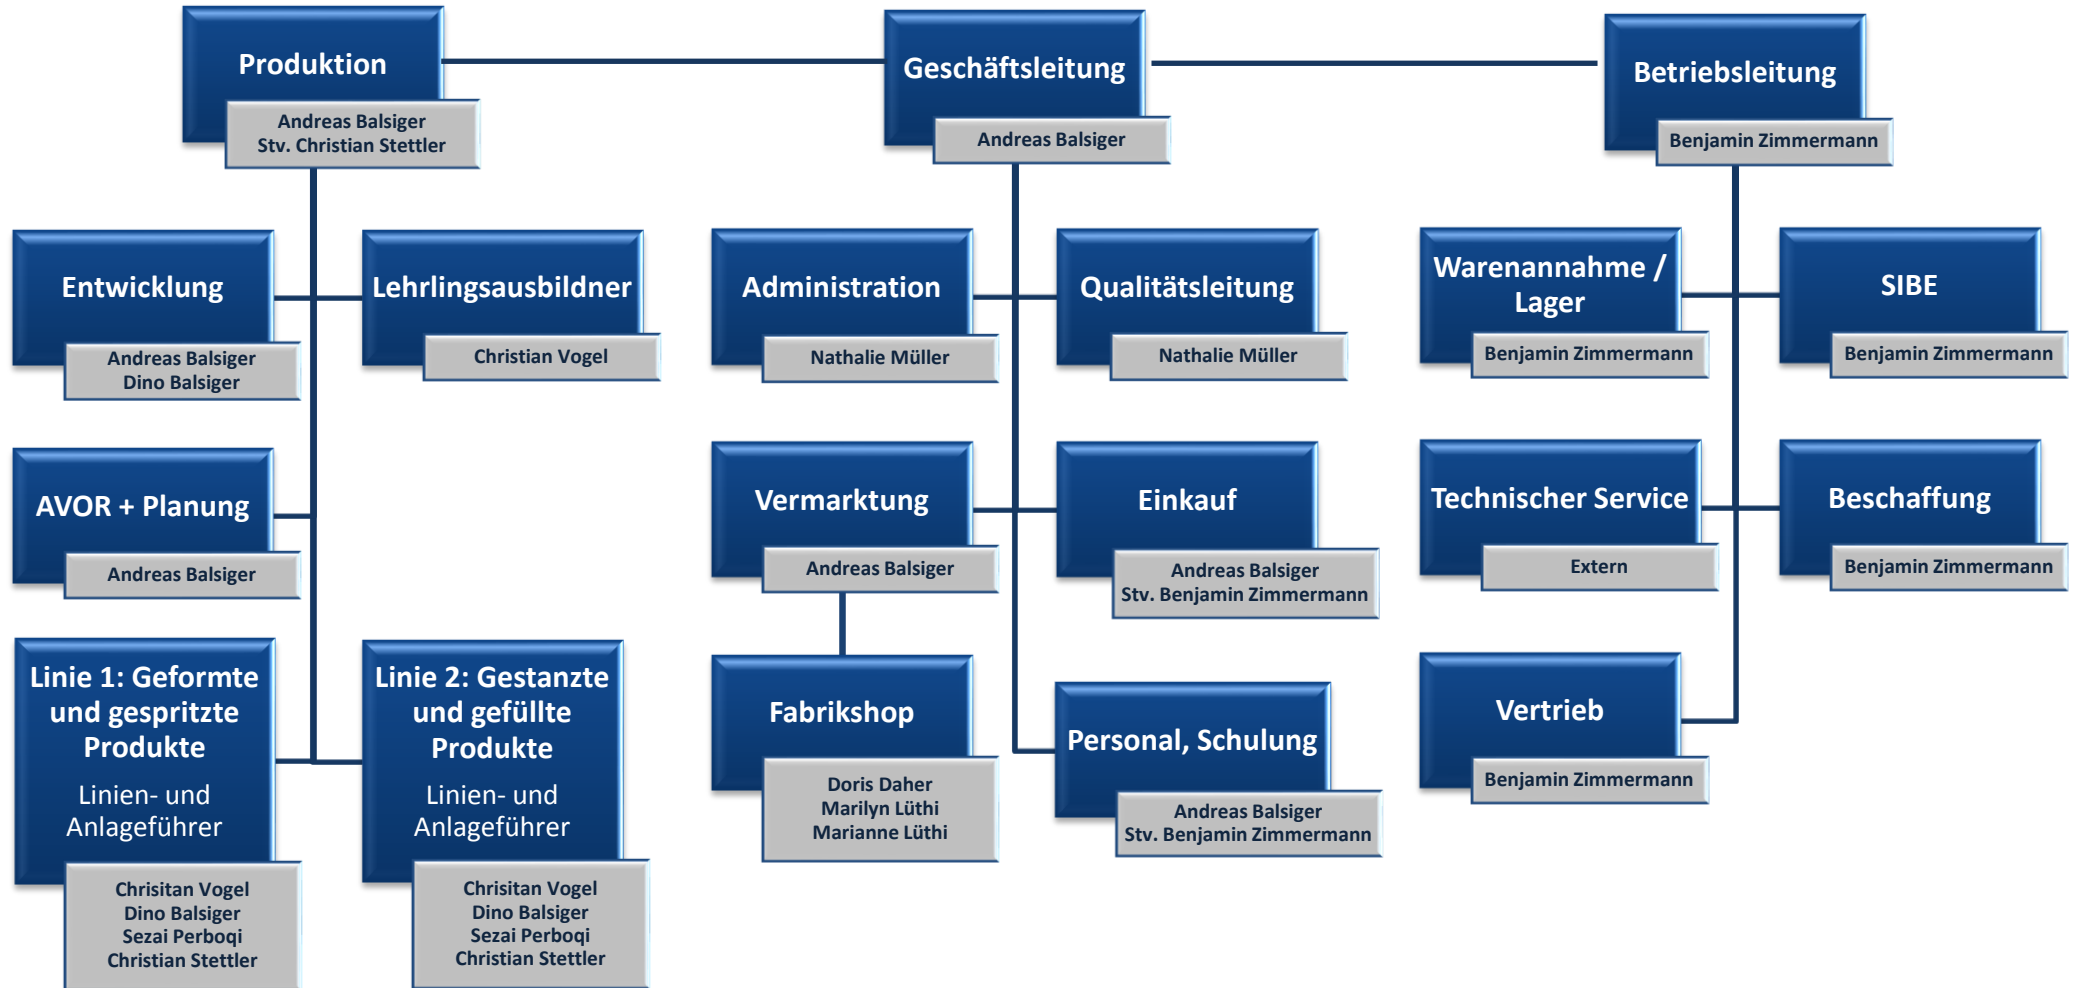 Produktion
Andreas Balsiger
Stv. Christian Stettler
Geschäftsleitung
Andreas Balsiger
Betriebsleitung
Benjamin Zimmermann
Entwicklung
Andreas Balsiger
Dino Balsiger
Lehrlingsausbildner
Christian Vogel
Administration
Nathalie Müller
Qualitätsleitung
Nathalie Müller
Warenannahme /
Lager
Benjamin Zimmermann
SIBE
Benjamin Zimmermann
AVOR + Planung
Andreas Balsiger
Vermarktung
Andreas Balsiger
Einkauf
Andreas Balsiger
Stv. Benjamin Zimmermann
Technischer Service
Extern
Beschaffung
Benjamin Zimmermann
Linie 1: Geformte
und gespritzte
Produkte
Linien- und
Anlageführer
Chrisitan Vogel
Dino Balsiger
Sezai Perboqi
Christian Stettler
Linie 2: Gestanzte
und gefüllte
Produkte
Linien- und
Anlageführer
Chrisitan Vogel
Dino Balsiger
Sezai Perboqi
Christian Stettler
Fabrikshop
Doris Daher
Marilyn Lüthi
Marianne Lüthi
Personal, Schulung
Andreas Balsiger
Stv. Benjamin Zimmermann
Vertrieb
Benjamin Zimmermann